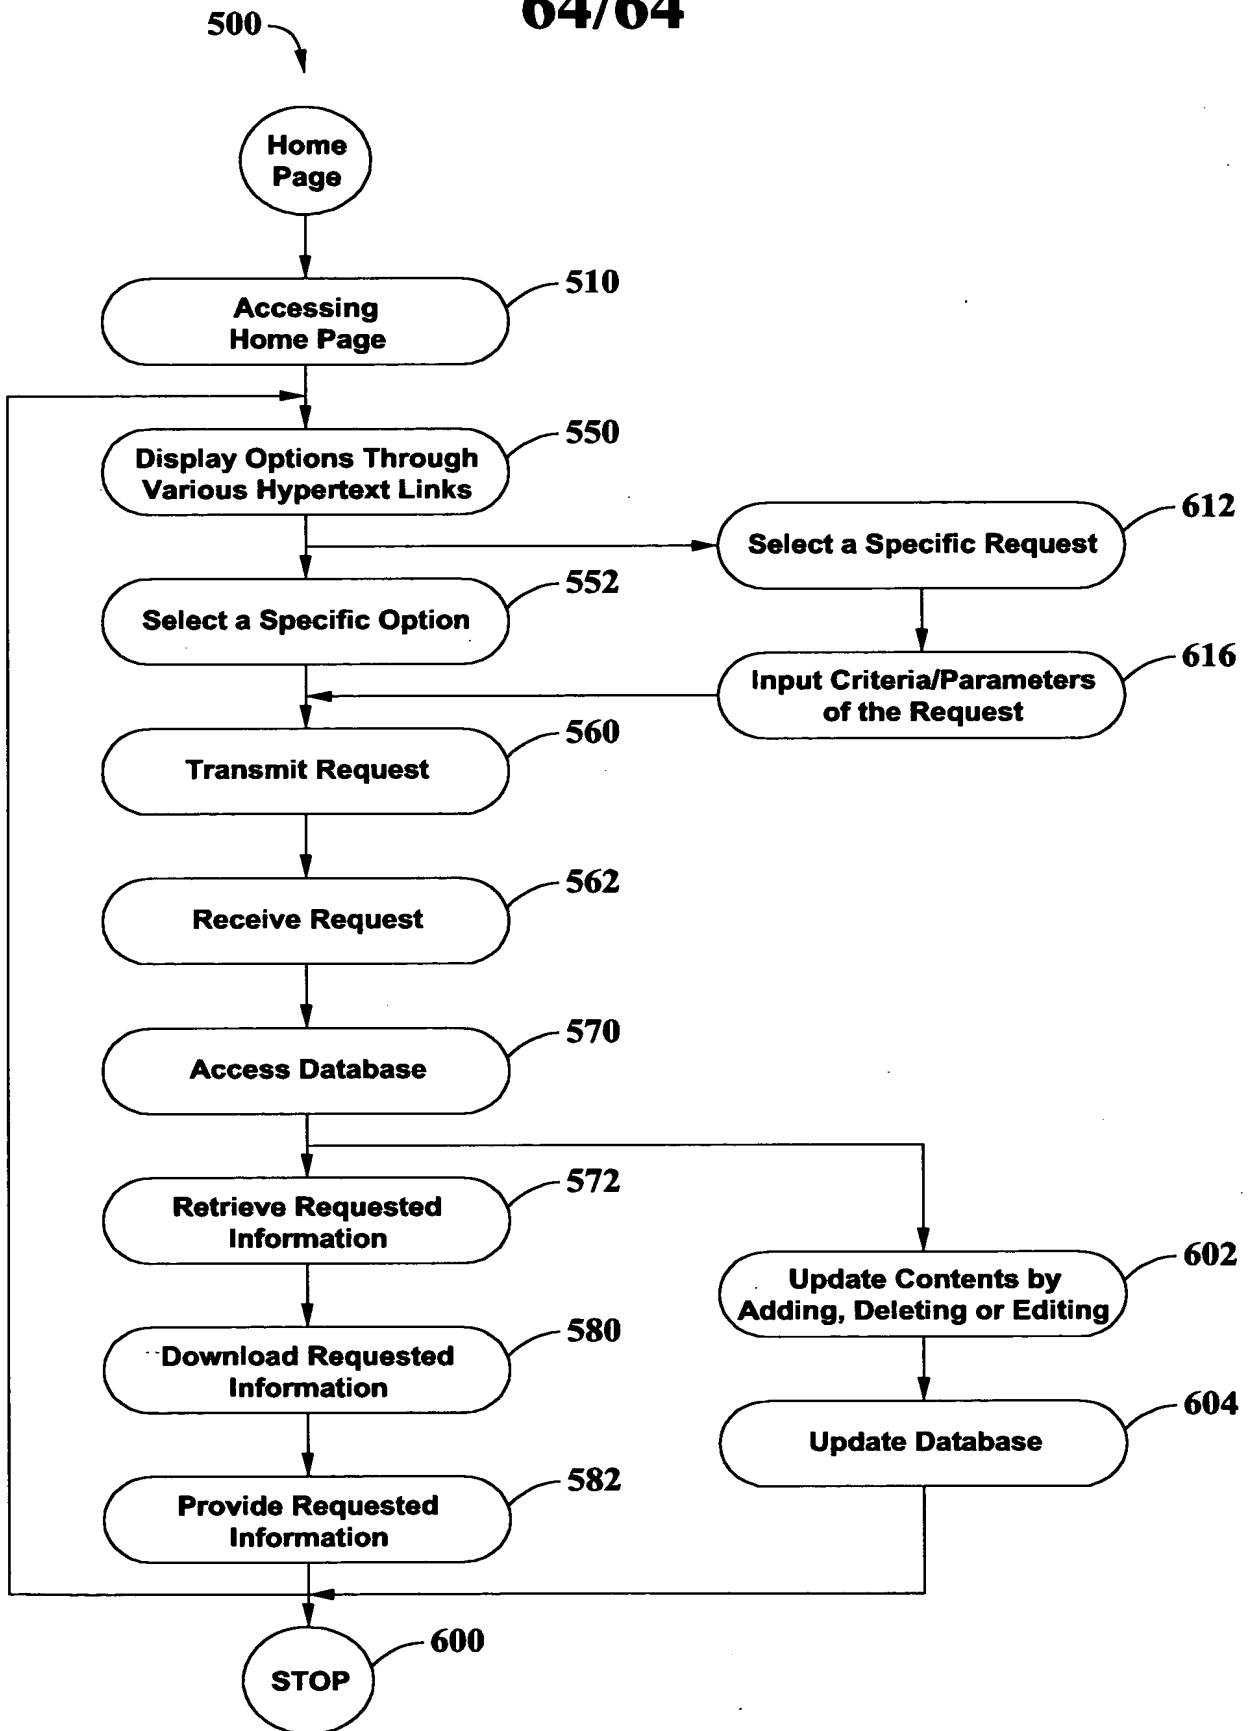 64/64
500
Home
Page
510
Accessing
Home Page
550
Display Options Through
Various Hypertext Links
612
Select a Specific Request
552
Select a Specific Option
616
Input Criteria/Parameters
of the Request
560
Transmit Request
562
Receive Request
570
Access Database
572
Retrieve Requested
Information
602
Update Contents by
Adding, Deleting or Editing
580
Download Requested
Information
604
Update Database
582
Provide Requested
Information
600
STOP